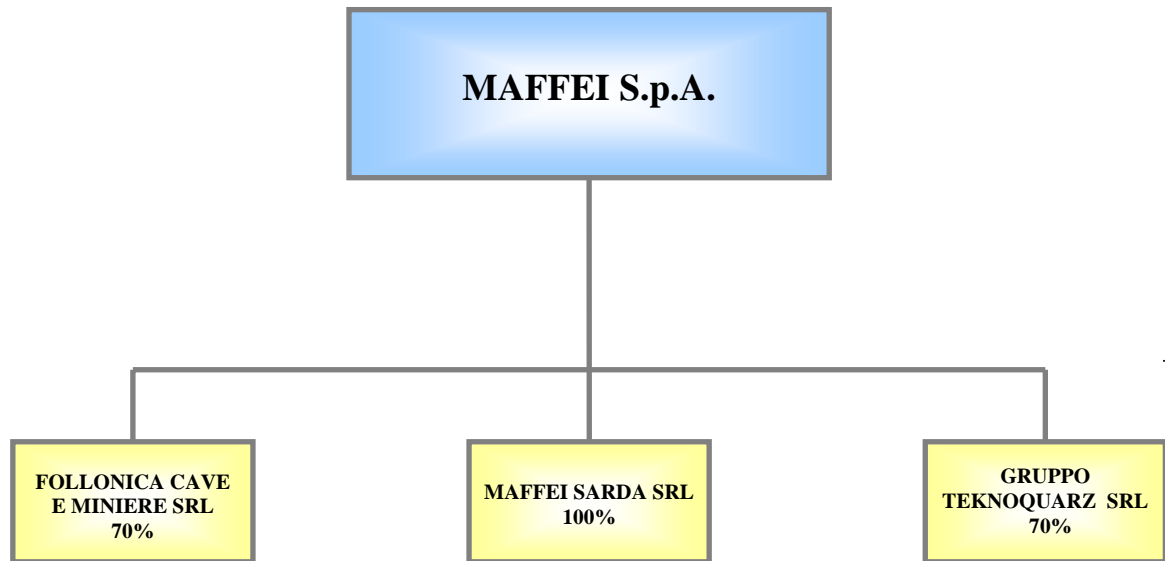 MAFFEI S.p.A.
FOLLONICA CAVE
E MINIERE SRL
70%
MAFFEI SARDA SRL
100%
GRUPPO
TEKNOQUARZ SRL
70%